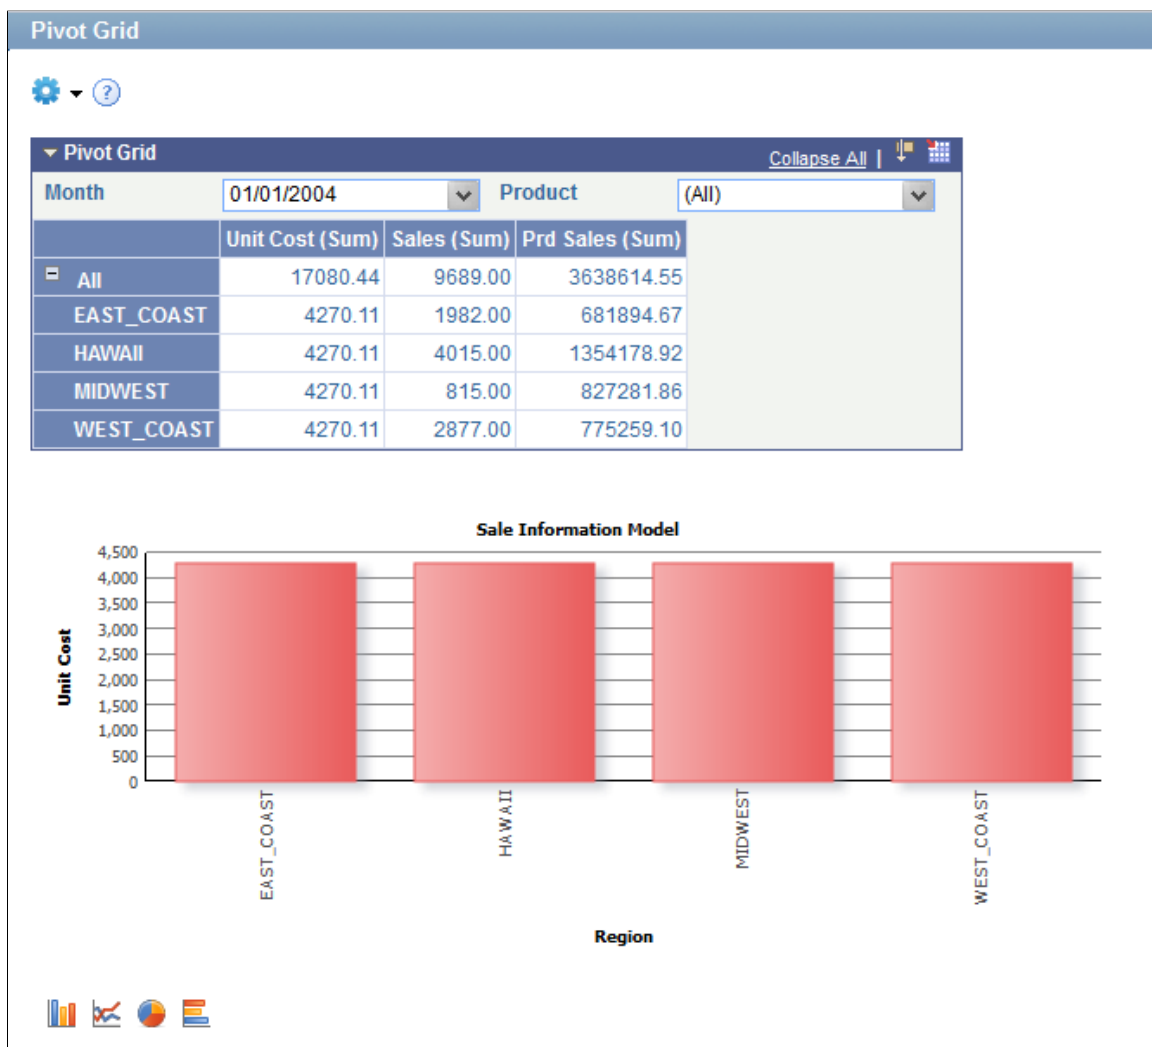 Pivot Grid
?
Pivot Grid Collapse All |
Month 01/01/2004 Product (All)
Unit Cost (Sum) Sales (Sum) Prd Sales (Sum)
All 17080.44 9689.00 3638614.55
EAST_COAST 4270.11 1982.00 681894.67
HAWAII 4270.11 4015.00 1354178.92
MIDWEST 4270.11 815.00 827281.86
WEST_COAST 4270.11 2877.00 775259.10
Sale Information Model
4,500
4,000
3,500
3,000
2,500
2,000
1,500
1,000
500
0
Unit Cost
EAST_COAST
HAWAII
MIDWEST
WEST_COAST
Region